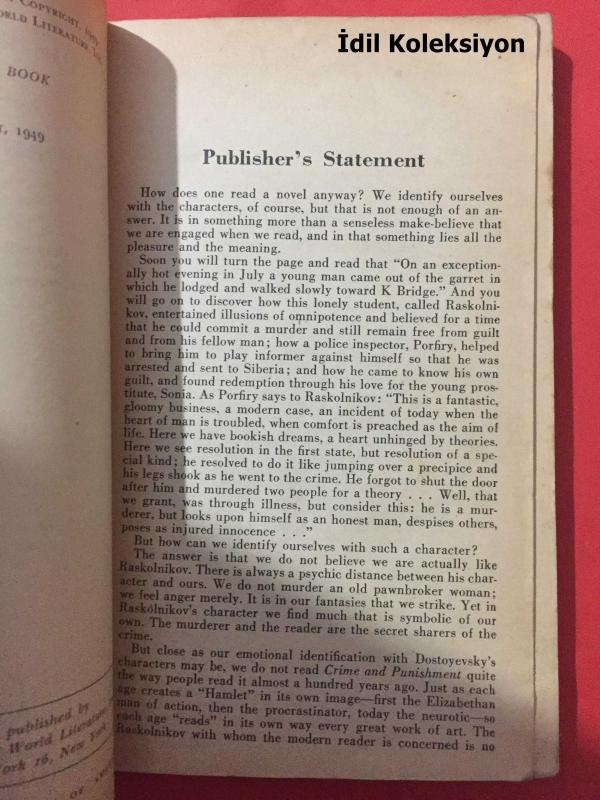 COPYRIGHT, 1949
WORLD LITERATURE, INC.
BOOK
, 1949
published by
World Literature
York 16, New York
OF
İdil Koleksiyon
Publisher's Statement
How does one read a novel anyway? We identify ourselves
with the characters, of course, but that is not enough of an an-
swer. It is in something more than a senseless make-believe that
we are engaged when we read, and in that something lies all the
pleasure and the meaning.
Soon you will turn the page and read that “On an exception-
ally hot evening in July a young man came out of the garret in
which he lodged and walked slowly toward K Bridge.” And you
will go on to discover how this lonely student, called Raskolni-
kov, entertained illusions of omnipotence and believed for a time
that he could commit a murder and still remain free from guilt
and from his fellow man; how a police inspector, Porfiry, helped
to bring him to play informer against himself so that he was
arrested and sent to Siberia; and how he came to know his own
guilt, and found redemption through his love for the young pros-
titute, Sonia. As Porfiry says to Raskolnikov: “This is a fantastic,
gloomy business, a modern case, an incident of today when the
heart of man is troubled, when comfort is preached as the aim of
life. Here we have bookish dreams, a heart unhinged by theories.
Here we see resolution in the first state, but resolution of a spe-
cial kind; he resolved to do it like jumping over a precipice and
his legs shook as he went to the crime. He forgot to shut the door
after him and murdered two people for a theory . . . Well, that
we grant, was through illness, but consider this: he is a mur-
derer, but looks upon himself as an honest man, despises others,
poses as injured innocence . . .”
But how can we identify ourselves with such a character?
The answer is that we do not believe we are actually like
Raskolnikov. There is always a psychic distance between his char-
acter and ours. We do not murder an old pawnbroker woman;
we feel anger merely. It is in our fantasies that we strike. Yet in
Raskolnikov's character we find much that is symbolic of our
own. The murderer and the reader are the secret sharers of the
crime.
But close as our emotional identification with Dostoyevsky's
characters may be, we do not read Crime and Punishment quite
the way people read it almost a hundred years ago. Just as each
age creates a “Hamlet” in its own image—first the Elizabethan
man of action, then the procrastinator, today the neurotic—so
each age “reads” in its own way every great work of art. The
Raskolnikov with whom the modern reader is concerned is no